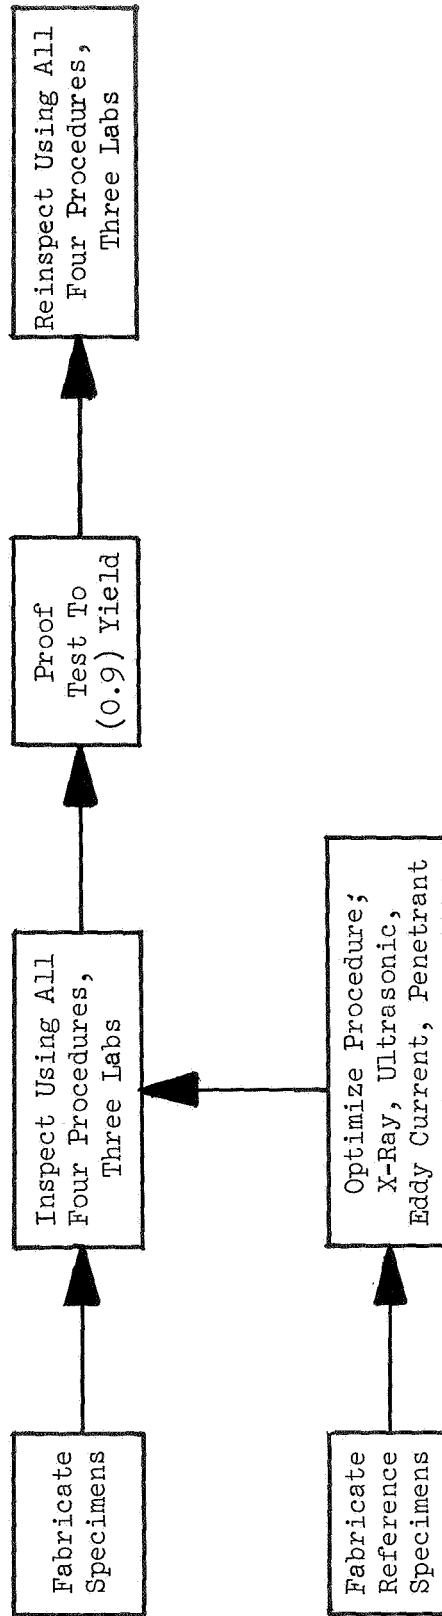 Fabricate
Specimens
Inspect Using All
Four Procedures,
Three Labs
Proof
Test To
(0.9) Yield
Reinspect Using All
Four Procedures,
Three Labs
Fabricate
Reference
Specimens
Optimize Procedure;
X-Ray, Ultrasonic,
Eddy Current, Penetrant